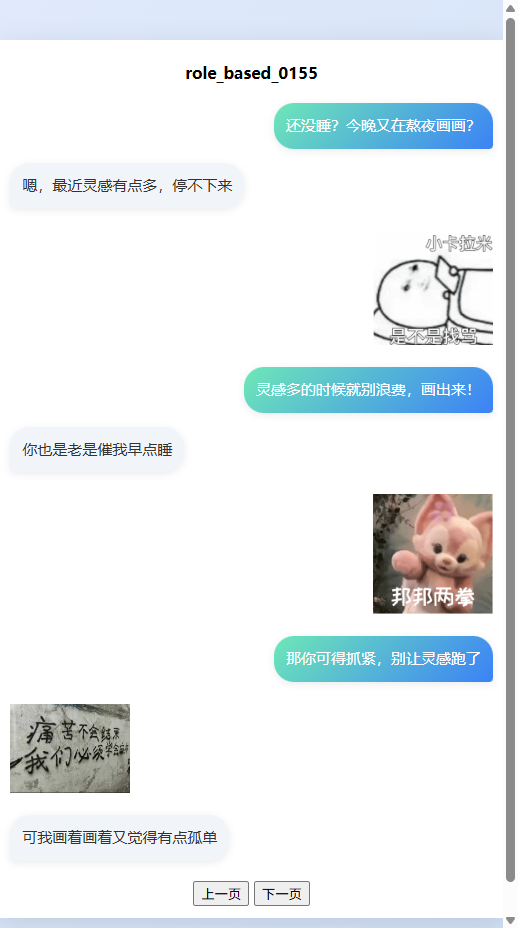 role_based_0155
还没睡？今晚又在熬夜画画？
嗯，最近灵感有点多，停不下来
小卡拉米
是不是找骂
灵感多的时候就别浪费，画出来！
你也是老是催我早点睡
邦邦两拳
那你可得抓紧，别让灵感跑了
痛苦不会结束
我们必须学会
可我画着画着又觉得有点孤单
上一页
下一页